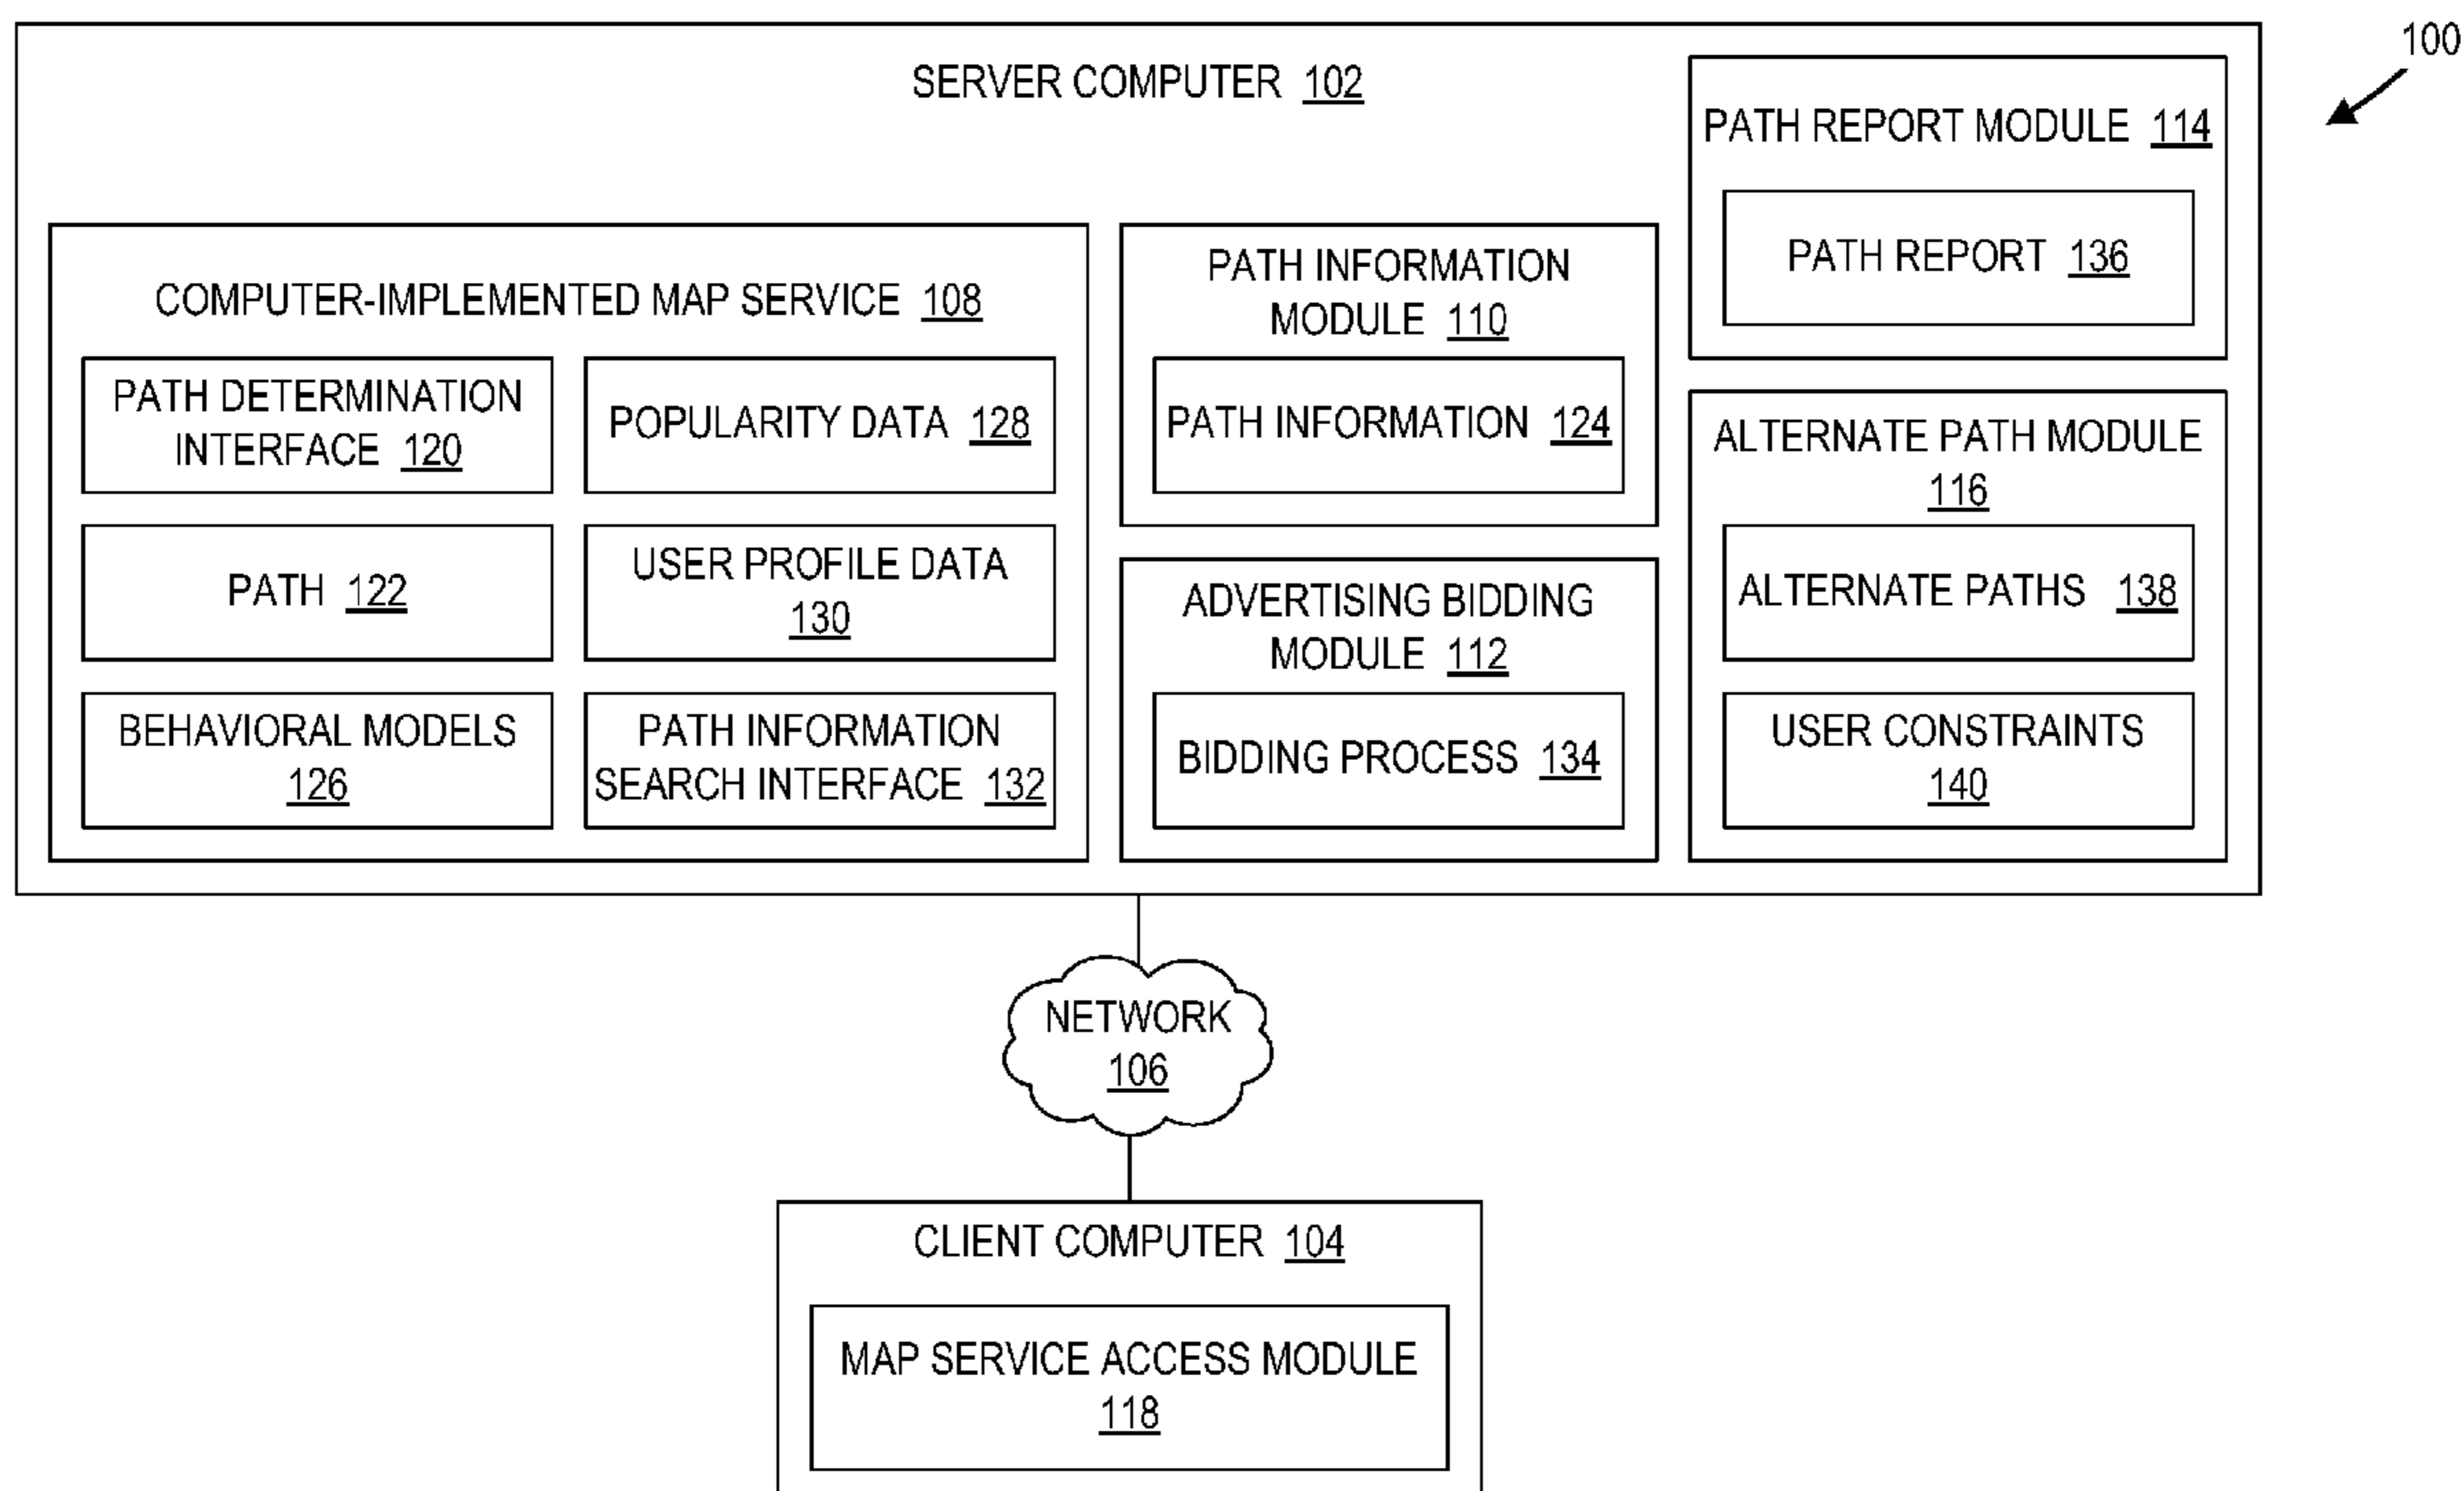 100
SERVER COMPUTER 102
PATH REPORT MODULE 114
PATH REPORT 136
COMPUTER-IMPLEMENTED MAP SERVICE 108
PATH DETERMINATION
INTERFACE 120
POPULARITY DATA 128
PATH 122
USER PROFILE DATA
130
BEHAVIORAL MODELS
126
PATH INFORMATION
SEARCH INTERFACE 132
PATH INFORMATION
MODULE 110
PATH INFORMATION 124
ADVERTISING BIDDING
MODULE 112
BIDDING PROCESS 134
ALTERNATE PATH MODULE
116
ALTERNATE PATHS 138
USER CONSTRAINTS
140
NETWORK
106
CLIENT COMPUTER 104
MAP SERVICE ACCESS MODULE
118